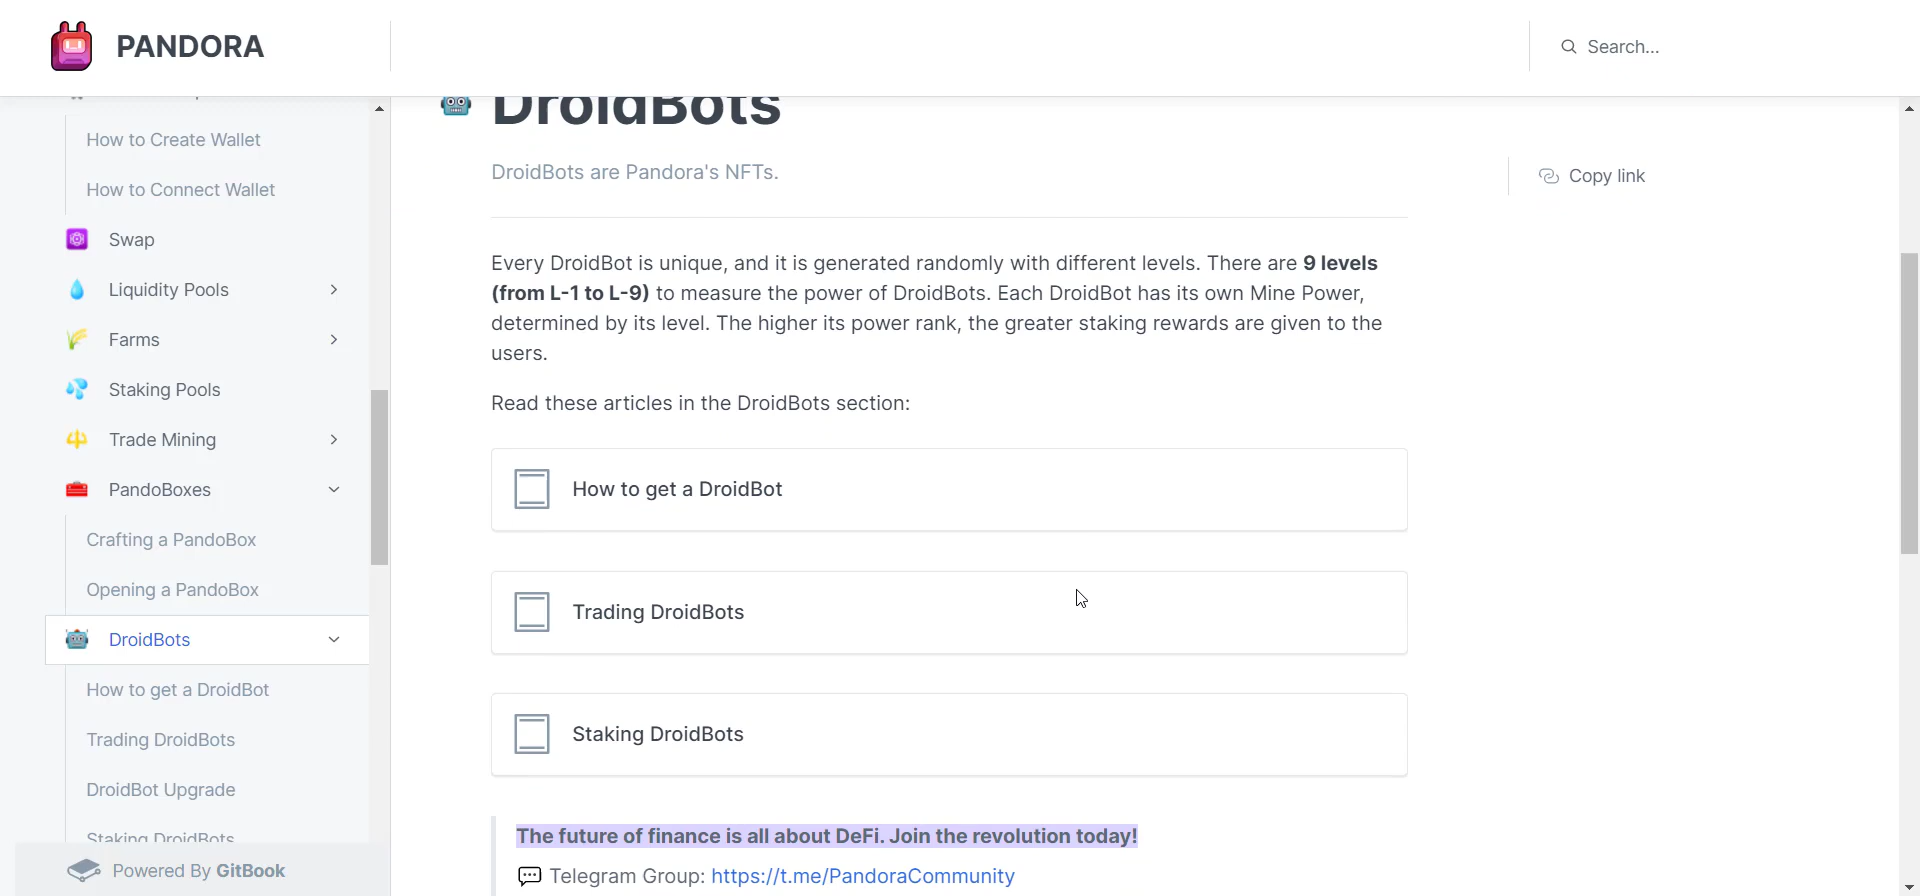 PANDORA
Search...
How to Create Wallet
How to Connect Wallet
Swap
Liquidity Pools
Farms
Staking Pools
Trade Mining
PandoBoxes
Crafting a PandoBox
Opening a PandoBox
DroidBots
How to get a DroidBot
Trading DroidBots
DroidBot Upgrade
Staking DroidBots
Powered By GitBook
DroidBots
DroidBots are Pandora's NFTs.
Copy link
Every DroidBot is unique, and it is generated randomly with different levels. There are 9 levels
(from L-1 to L-9) to measure the power of DroidBots. Each DroidBot has its own Mine Power,
determined by its level. The higher its power rank, the greater staking rewards are given to the
users.
Read these articles in the DroidBots section:
How to get a DroidBot
Trading DroidBots
Staking DroidBots
The future of finance is all about DeFi. Join the revolution today!
Telegram Group: https://t.me/PandoraCommunity